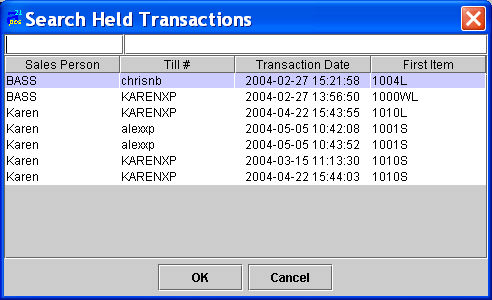 Search Held Transactions
Sales Person Till # Transaction Date First Item
BASS chrisnb 2004-02-27 15:21:58 1004L
BASS KARENXP 2004-02-27 13:56:50 1000WL
Karen KARENXP 2004-04-22 15:43:55 1010L
Karen alexxp 2004-05-05 10:42:08 1001S
Karen alexxp 2004-05-05 10:43:52 1001S
Karen KARENXP 2004-03-15 11:13:30 1010S
Karen KARENXP 2004-04-22 15:44:03 1010S
OK Cancel